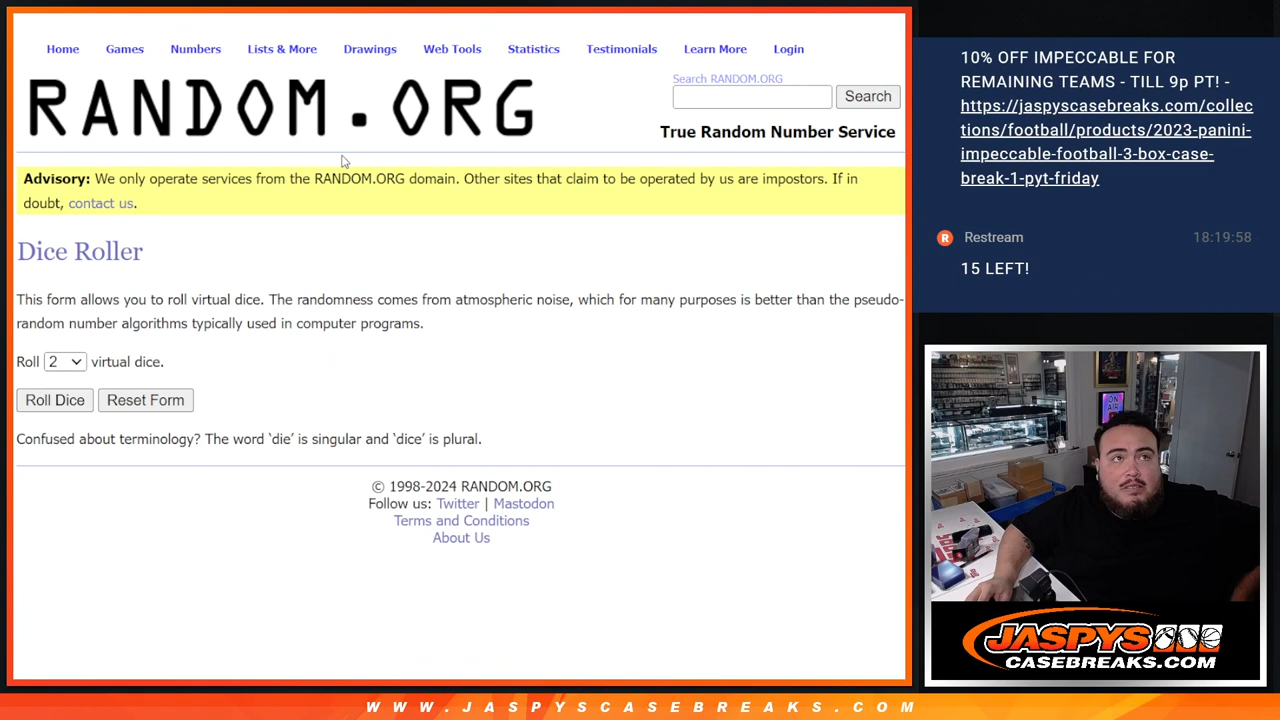 Home Games Numbers Lists & More Drawings Web Tools Statistics Testimonials Learn More Login
RANDOM.ORG
Search RANDOM.ORG
Search
True Random Number Service
Advisory: We only operate services from the RANDOM.ORG domain. Other sites that claim to be operated by us are impostors. If in
doubt, contact us.
Dice Roller
This form allows you to roll virtual dice. The randomness comes from atmospheric noise, which for many purposes is better than the pseudo-
random number algorithms typically used in computer programs.
Roll 2 virtual dice.
Roll Dice Reset Form
Confused about terminology? The word ‘die’ is singular and ‘dice’ is plural.
© 1998-2024 RANDOM.ORG
Follow us: Twitter | Mastodon
Terms and Conditions
About Us
10% OFF IMPECCABLE FOR
REMAINING TEAMS - TILL 9p PT! -
https://jaspyscasebreaks.com/collec
tions/football/products/2023-panini-
impeccable-football-3-box-case-
break-1-pyt-friday
R Restream 18:19:58
15 LEFT!
ON
AIR
JASPYS
CASEBREAKS.COM
WWW.JASPYSCASEBREAKS.COM